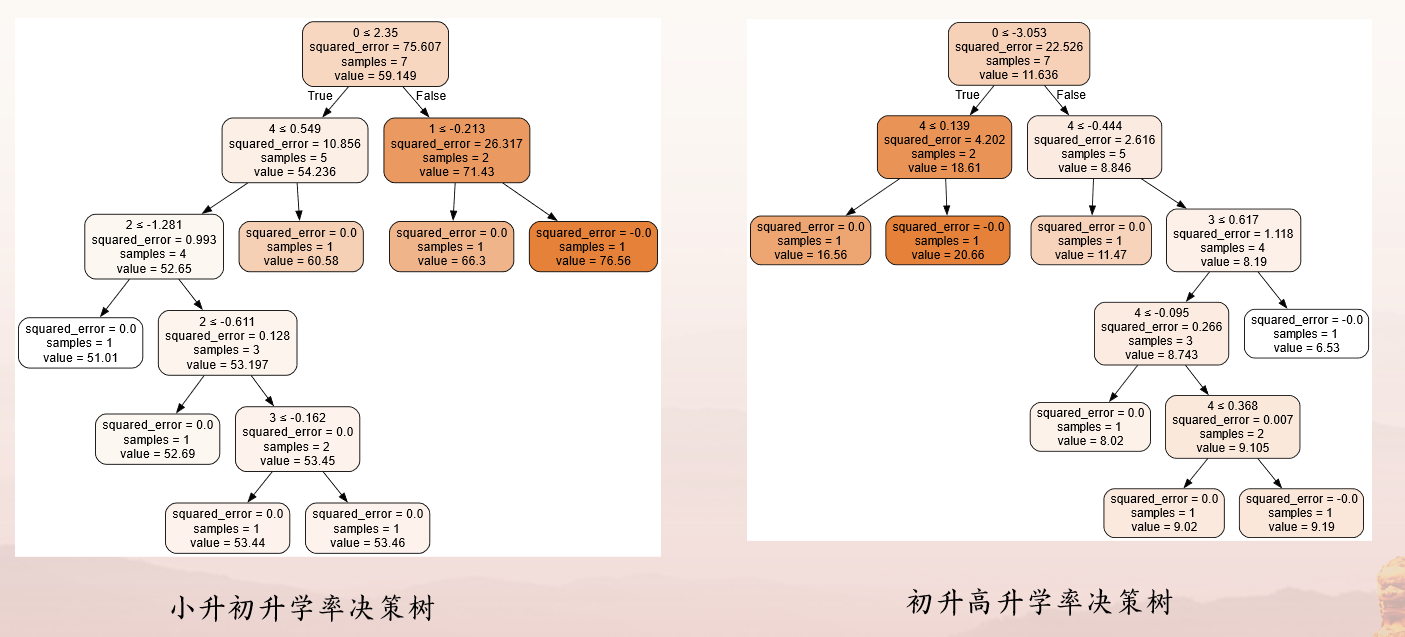 0 ≤ 2.35
squared_error = 75.607
samples = 7
value = 59.149
True
False
4 ≤ 0.549
squared_error = 10.856
samples = 5
value = 54.236
1 ≤ -0.213
squared_error = 26.317
samples = 2
value = 71.43
2 ≤ -1.281
squared_error = 0.993
samples = 4
value = 52.65
squared_error = 0.0
samples = 1
value = 60.58
squared_error = 0.0
samples = 1
value = 66.3
squared_error = -0.0
samples = 1
value = 76.56
squared_error = 0.0
samples = 1
value = 51.01
2 ≤ -0.611
squared_error = 0.128
samples = 3
value = 53.197
squared_error = 0.0
samples = 1
value = 52.69
3 ≤ -0.162
squared_error = 0.0
samples = 2
value = 53.45
squared_error = 0.0
samples = 1
value = 53.44
squared_error = 0.0
samples = 1
value = 53.46
小升初升学率决策树
0 ≤ -3.053
squared_error = 22.526
samples = 7
value = 11.636
True
False
4 ≤ 0.139
squared_error = 4.202
samples = 2
value = 18.61
4 ≤ -0.444
squared_error = 2.616
samples = 5
value = 8.846
squared_error = 0.0
samples = 1
value = 16.56
squared_error = -0.0
samples = 1
value = 20.66
squared_error = 0.0
samples = 1
value = 11.47
3 ≤ 0.617
squared_error = 1.118
samples = 4
value = 8.19
4 ≤ -0.095
squared_error = 0.266
samples = 3
value = 8.743
squared_error = -0.0
samples = 1
value = 6.53
squared_error = 0.0
samples = 1
value = 8.02
4 ≤ 0.368
squared_error = 0.007
samples = 2
value = 9.105
squared_error = 0.0
samples = 1
value = 9.02
squared_error = -0.0
samples = 1
value = 9.19
初升高升学率决策树